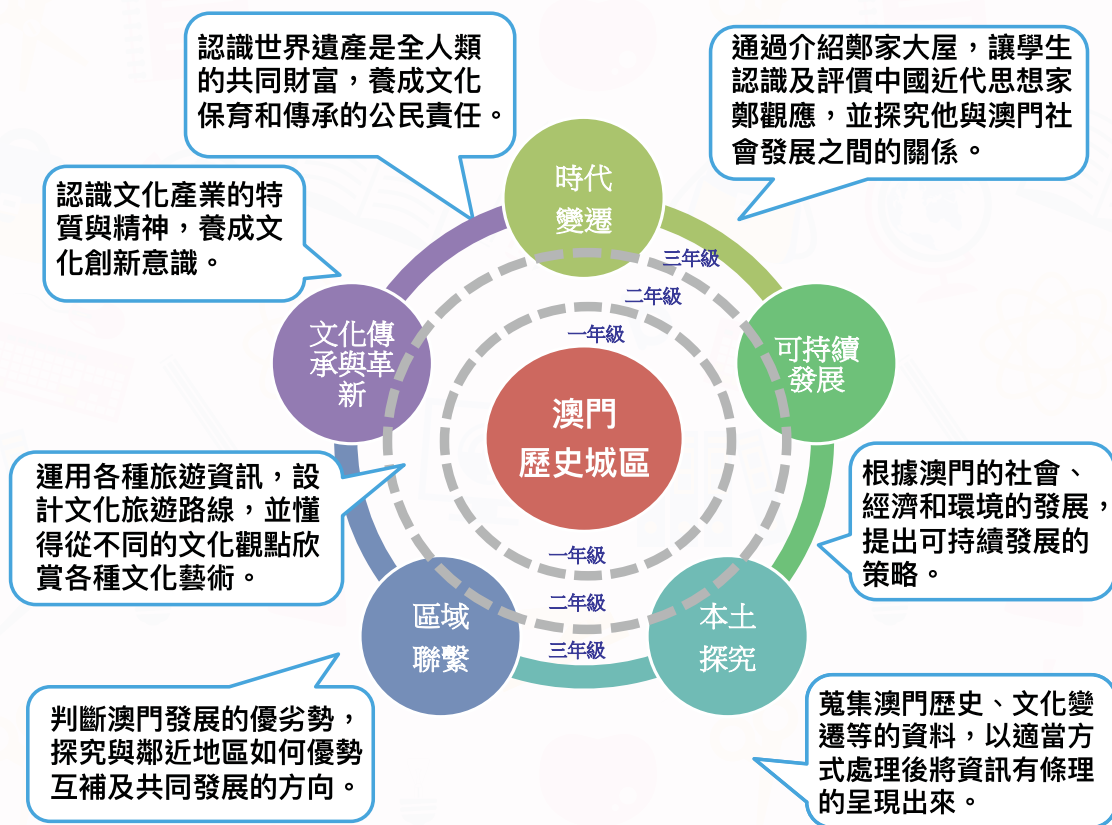 認識世界遺產是全人類
的共同財富，養成文化
保育和傳承的公民責任。
通過介紹鄭家大屋，讓學生
認識及評價中國近代思想家
鄭觀應，並探究他與澳門社
會發展之間的關係。
認識文化產業的特
質與精神，養成文
化創新意識。
時代
變遷
三年級
二年級
一年級
文化傳
承與革
新
可持續
發展
澳門
歷史城區
運用各種旅遊資訊，設
計文化旅遊路線，並懂
得從不同的文化觀點欣
賞各種文化藝術。
根據澳門的社會、
經濟和環境的發展，
提出可持續發展的
策略。
一年級
二年級
三年級
區域
聯繫
本土
探究
判斷澳門發展的優劣勢，
探究與鄰近地區如何優勢
互補及共同發展的方向。
蒐集澳門歷史、文化變
遷等的資料，以適當方
式處理後將資訊有條理
的呈現出來。